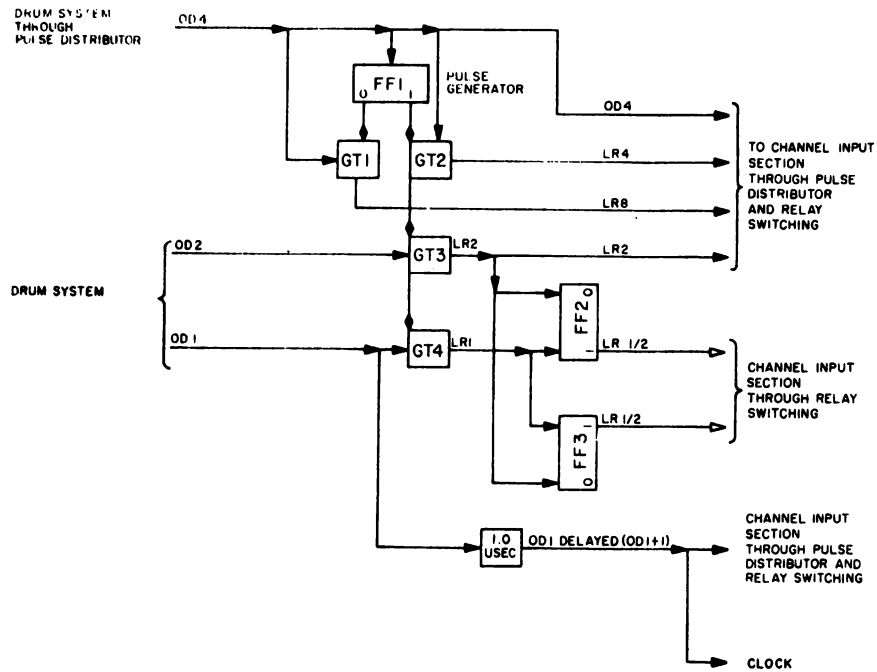 DRUM SYSTEM
THROUGH
PULSE DISTRIBUTOR
OD4
FF1
0 1
PULSE
GENERATOR
OD4
GT1
GT2
LR4
LR8
TO CHANNEL INPUT
SECTION
THROUGH PULSE
DISTRIBUTOR
AND RELAY
SWITCHING
OD2
GT3
LR2
LR2
DRUM SYSTEM
OD1
GT4
LR1
FF2
0
1
LR 1/2
FF3
1
0
LR 1/2
CHANNEL INPUT
SECTION
THROUGH RELAY
SWITCHING
1.0
USEC
OD1 DELAYED (OD1+1)
CHANNEL INPUT
SECTION
THROUGH PULSE
DISTRIBUTOR AND
RELAY SWITCHING
CLOCK